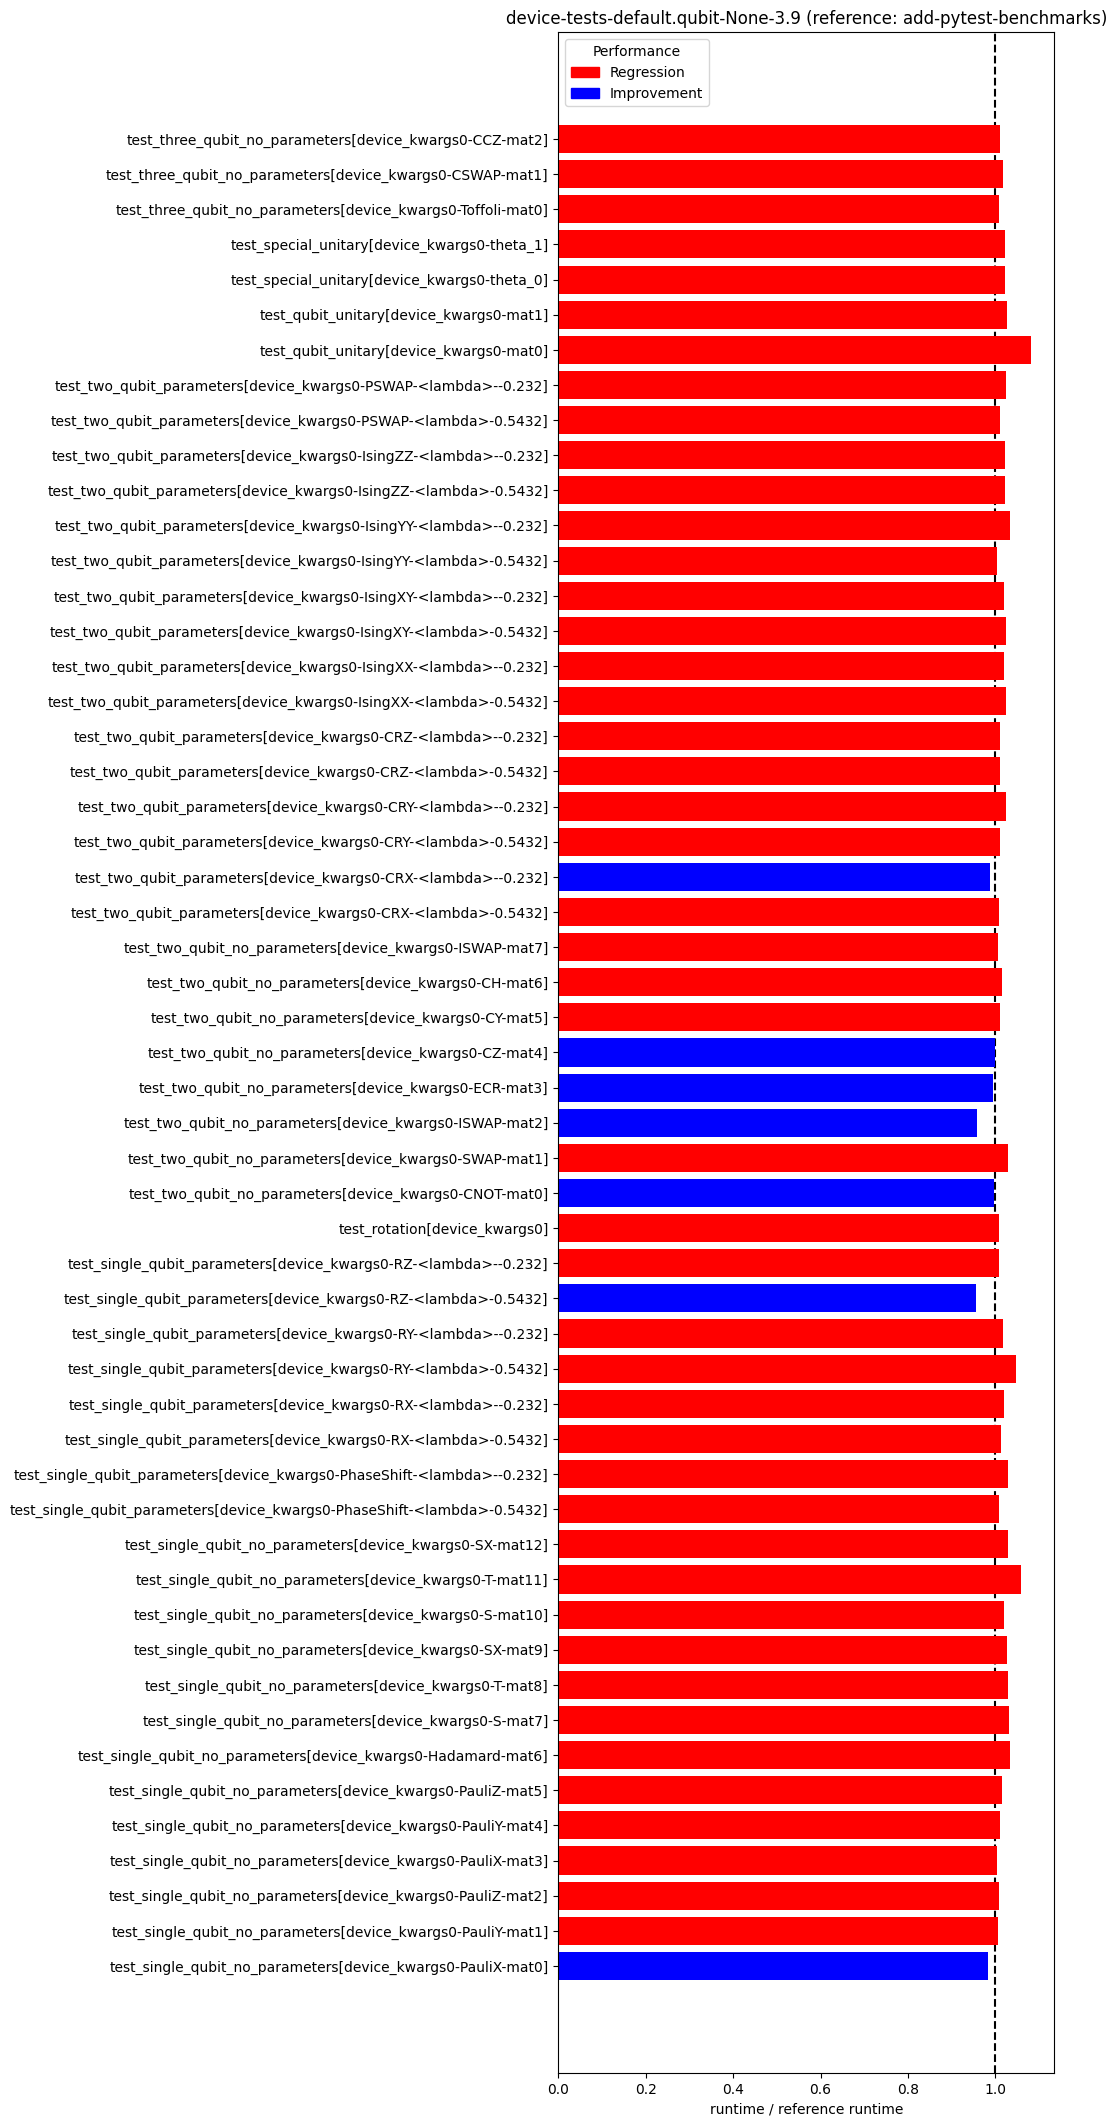 device-tests-default.qubit-None-3.9 (reference: add-pytest-benchmarks)
Performance
Regression
Improvement
test_three_qubit_no_parameters[device_kwargs0-CCZ-mat2]
test_three_qubit_no_parameters[device_kwargs0-CSWAP-mat1]
test_three_qubit_no_parameters[device_kwargs0-Toffoli-mat0]
test_special_unitary[device_kwargs0-theta_1]
test_special_unitary[device_kwargs0-theta_0]
test_qubit_unitary[device_kwargs0-mat1]
test_qubit_unitary[device_kwargs0-mat0]
test_two_qubit_parameters[device_kwargs0-PSWAP-<lambda>--0.232]
test_two_qubit_parameters[device_kwargs0-PSWAP-<lambda>-0.5432]
test_two_qubit_parameters[device_kwargs0-IsingZZ-<lambda>--0.232]
test_two_qubit_parameters[device_kwargs0-IsingZZ-<lambda>-0.5432]
test_two_qubit_parameters[device_kwargs0-IsingYY-<lambda>--0.232]
test_two_qubit_parameters[device_kwargs0-IsingYY-<lambda>-0.5432]
test_two_qubit_parameters[device_kwargs0-IsingXY-<lambda>--0.232]
test_two_qubit_parameters[device_kwargs0-IsingXY-<lambda>-0.5432]
test_two_qubit_parameters[device_kwargs0-IsingXX-<lambda>--0.232]
test_two_qubit_parameters[device_kwargs0-IsingXX-<lambda>-0.5432]
test_two_qubit_parameters[device_kwargs0-CRZ-<lambda>--0.232]
test_two_qubit_parameters[device_kwargs0-CRZ-<lambda>-0.5432]
test_two_qubit_parameters[device_kwargs0-CRY-<lambda>--0.232]
test_two_qubit_parameters[device_kwargs0-CRY-<lambda>-0.5432]
test_two_qubit_parameters[device_kwargs0-CRX-<lambda>--0.232]
test_two_qubit_parameters[device_kwargs0-CRX-<lambda>-0.5432]
test_two_qubit_no_parameters[device_kwargs0-ISWAP-mat7]
test_two_qubit_no_parameters[device_kwargs0-CH-mat6]
test_two_qubit_no_parameters[device_kwargs0-CY-mat5]
test_two_qubit_no_parameters[device_kwargs0-CZ-mat4]
test_two_qubit_no_parameters[device_kwargs0-ECR-mat3]
test_two_qubit_no_parameters[device_kwargs0-ISWAP-mat2]
test_two_qubit_no_parameters[device_kwargs0-SWAP-mat1]
test_two_qubit_no_parameters[device_kwargs0-CNOT-mat0]
test_rotation[device_kwargs0]
test_single_qubit_parameters[device_kwargs0-RZ-<lambda>--0.232]
test_single_qubit_parameters[device_kwargs0-RZ-<lambda>-0.5432]
test_single_qubit_parameters[device_kwargs0-RY-<lambda>--0.232]
test_single_qubit_parameters[device_kwargs0-RY-<lambda>-0.5432]
test_single_qubit_parameters[device_kwargs0-RX-<lambda>--0.232]
test_single_qubit_parameters[device_kwargs0-RX-<lambda>-0.5432]
test_single_qubit_parameters[device_kwargs0-PhaseShift-<lambda>--0.232]
test_single_qubit_parameters[device_kwargs0-PhaseShift-<lambda>-0.5432]
test_single_qubit_no_parameters[device_kwargs0-SX-mat12]
test_single_qubit_no_parameters[device_kwargs0-T-mat11]
test_single_qubit_no_parameters[device_kwargs0-S-mat10]
test_single_qubit_no_parameters[device_kwargs0-SX-mat9]
test_single_qubit_no_parameters[device_kwargs0-T-mat8]
test_single_qubit_no_parameters[device_kwargs0-S-mat7]
test_single_qubit_no_parameters[device_kwargs0-Hadamard-mat6]
test_single_qubit_no_parameters[device_kwargs0-PauliZ-mat5]
test_single_qubit_no_parameters[device_kwargs0-PauliY-mat4]
test_single_qubit_no_parameters[device_kwargs0-PauliX-mat3]
test_single_qubit_no_parameters[device_kwargs0-PauliZ-mat2]
test_single_qubit_no_parameters[device_kwargs0-PauliY-mat1]
test_single_qubit_no_parameters[device_kwargs0-PauliX-mat0]
0.0 0.2 0.4 0.6 0.8 1.0
runtime / reference runtime